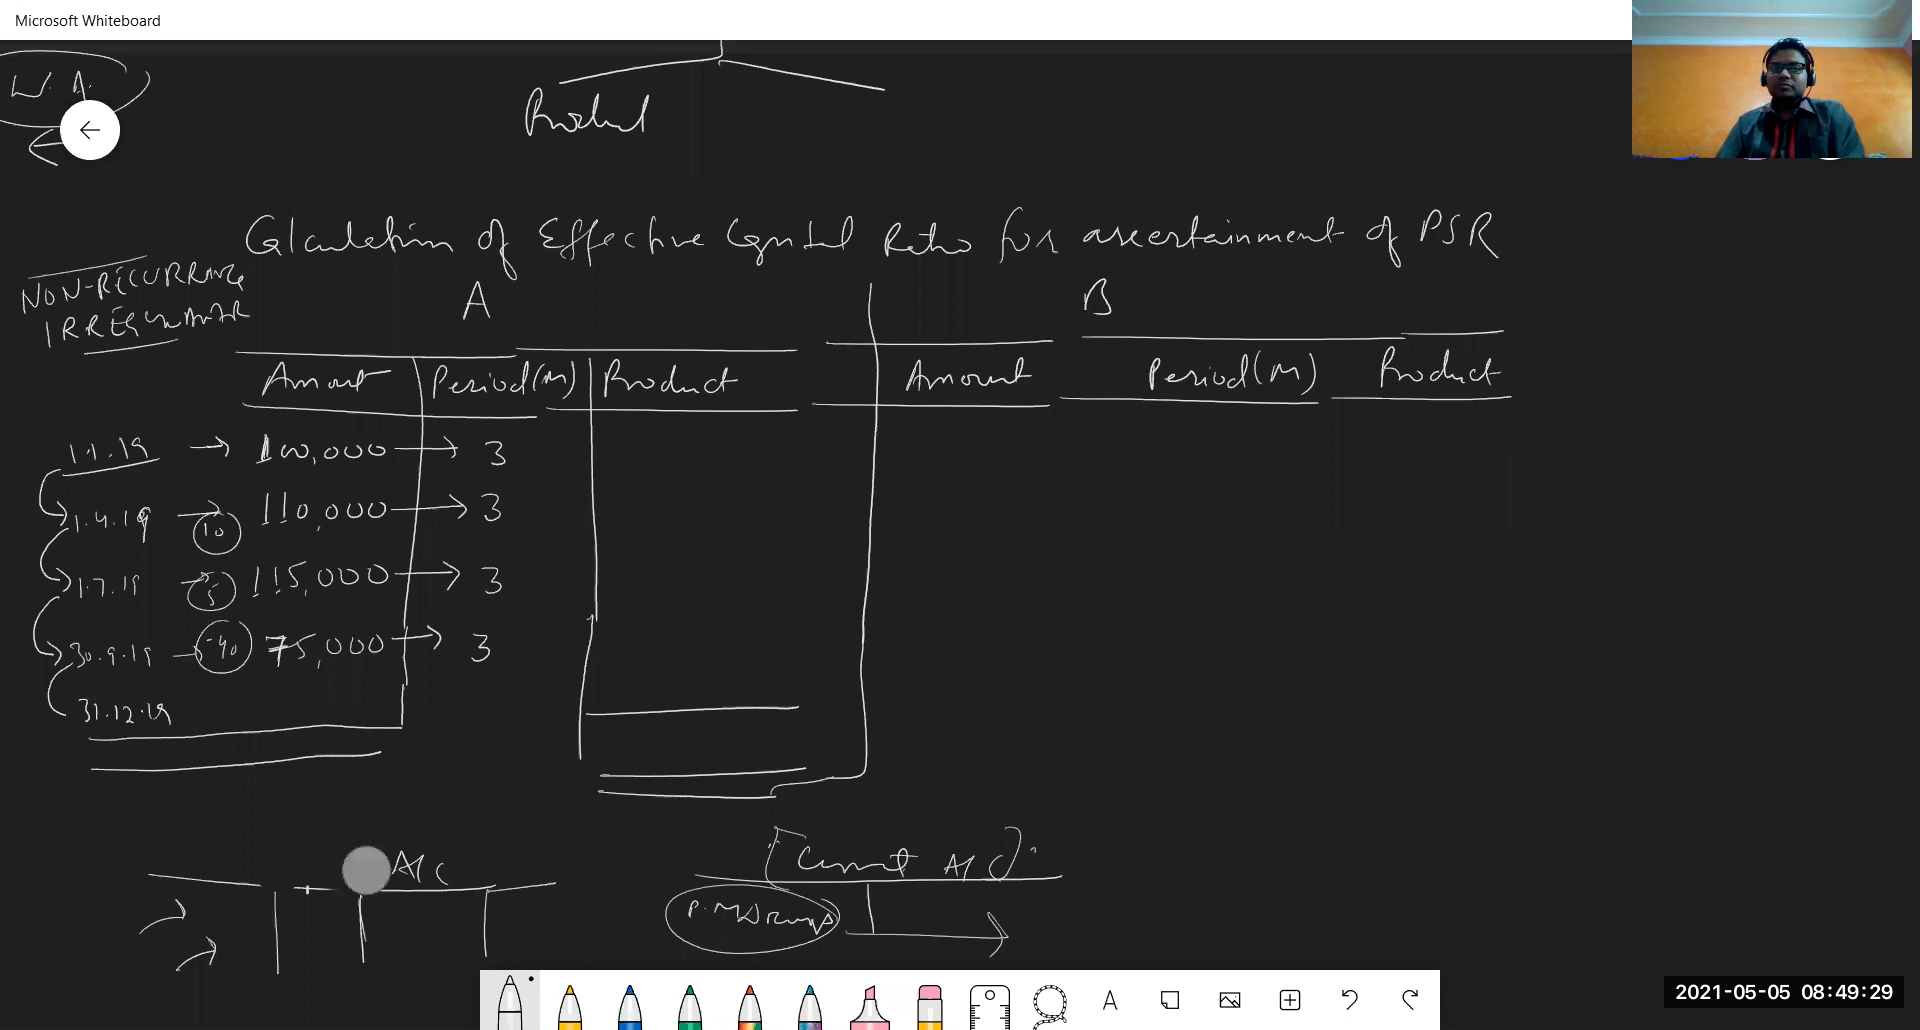 Microsoft Whiteboard
W.A.
Product
Calculation of Effective Capital Ratio for ascertainment of PSR
NON-RECURRING
IRREGULAR
A
B
Amount Period(M) Product Amount Period(M) Product
1.1.19 → 100,000 → 3
1.4.19 → 10 110,000 → 3
1.7.19 → 5 115,000 → 3
30.9.19 → -40 75,000 → 3
31.12.19
A/c
[Current A/C]
2021-05-05 08:49:29